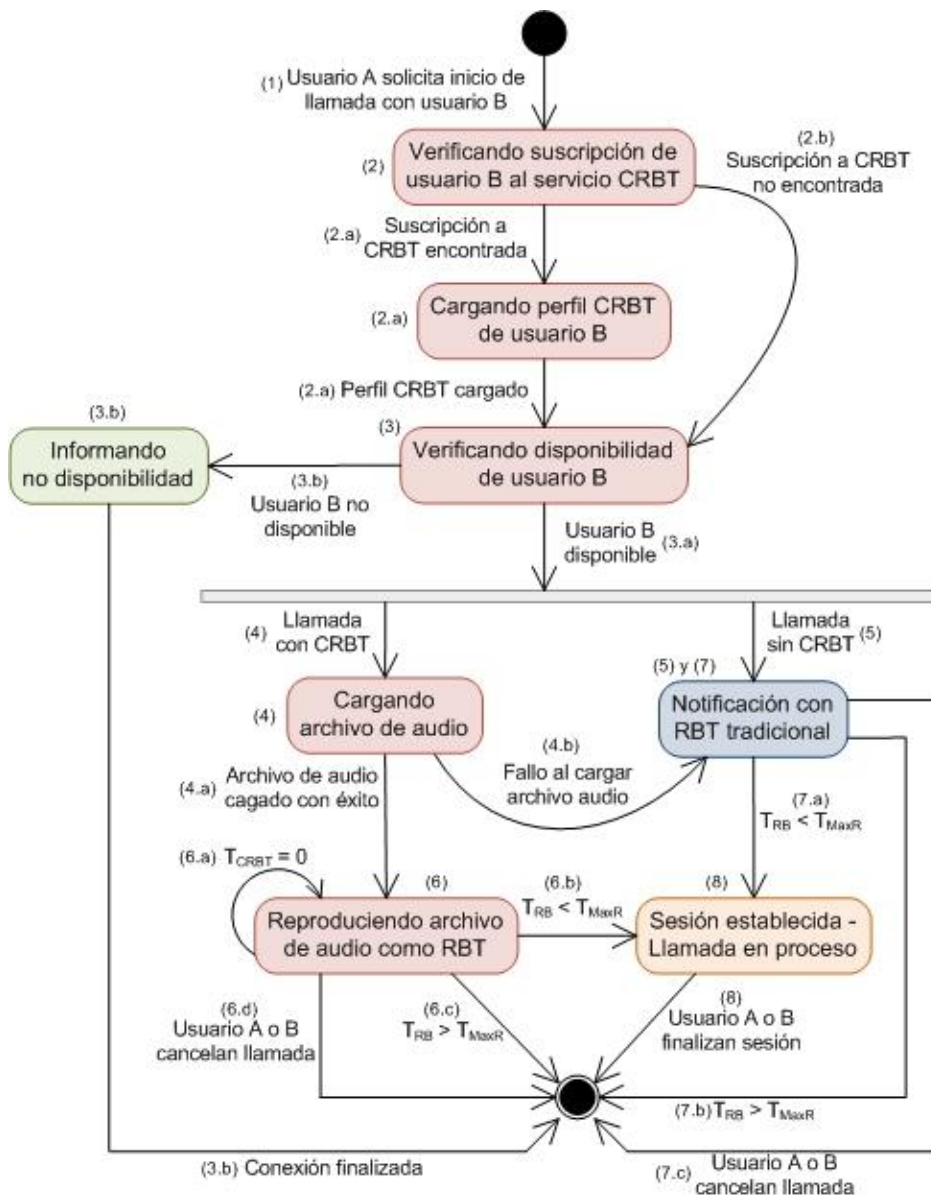 (1) Usuario A solicita inicio de
llamada con usuario B
(2) Verificando suscripción de
usuario B al servicio CRBT
(2.b)
Suscripción a CRBT
no encontrada
(2.a) Suscripción a
CRBT encontrada
(2.a) Cargando perfil CRBT
de usuario B
(2.a) Perfil CRBT cargado
(3.b)
Informando
no disponibilidad
(3)
Verificando disponibilidad
de usuario B
(3.b)
Usuario B no
disponible
Usuario B
disponible (3.a)
(4) Llamada
con CRBT
Llamada
sin CRBT (5)
(4) Cargando
archivo de audio
(5) y (7)
Notificación con
RBT tradicional
(4.b)
Fallo al cargar
archivo audio
(4.a) Archivo de audio
cagado con éxito
(7.a)
TRB < TMaxR
(6.a) TCRBT = 0
(6)
Reproduciendo archivo
de audio como RBT
(6.b)
TRB < TMaxR
(8)
Sesión establecida -
Llamada en proceso
(6.d)
Usuario A o B
cancelan llamada
(6.c)
TRB > TMaxR
(8)
Usuario A o B
finalizan sesión
(7.b) TRB > TMaxR
(3.b) Conexión finalizada
(7.c) Usuario A o B
cancelan llamada